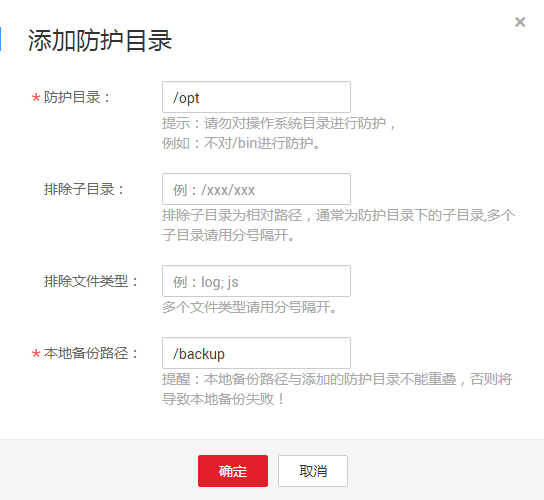 ×
添加防护目录
* 防护目录： /opt
提示：请勿对操作系统目录进行防护，
例如：不对/bin进行防护。
排除子目录： 例：/xxx/xxx
排除子目录为相对路径，通常为防护目录下的子目录,多个
子目录请用分号隔开。
排除文件类型： 例：log; js
多个文件类型请用分号隔开。
* 本地备份路径： /backup
提醒：本地备份路径与添加的防护目录不能重叠，否则将
导致本地备份失败！
确定 取消